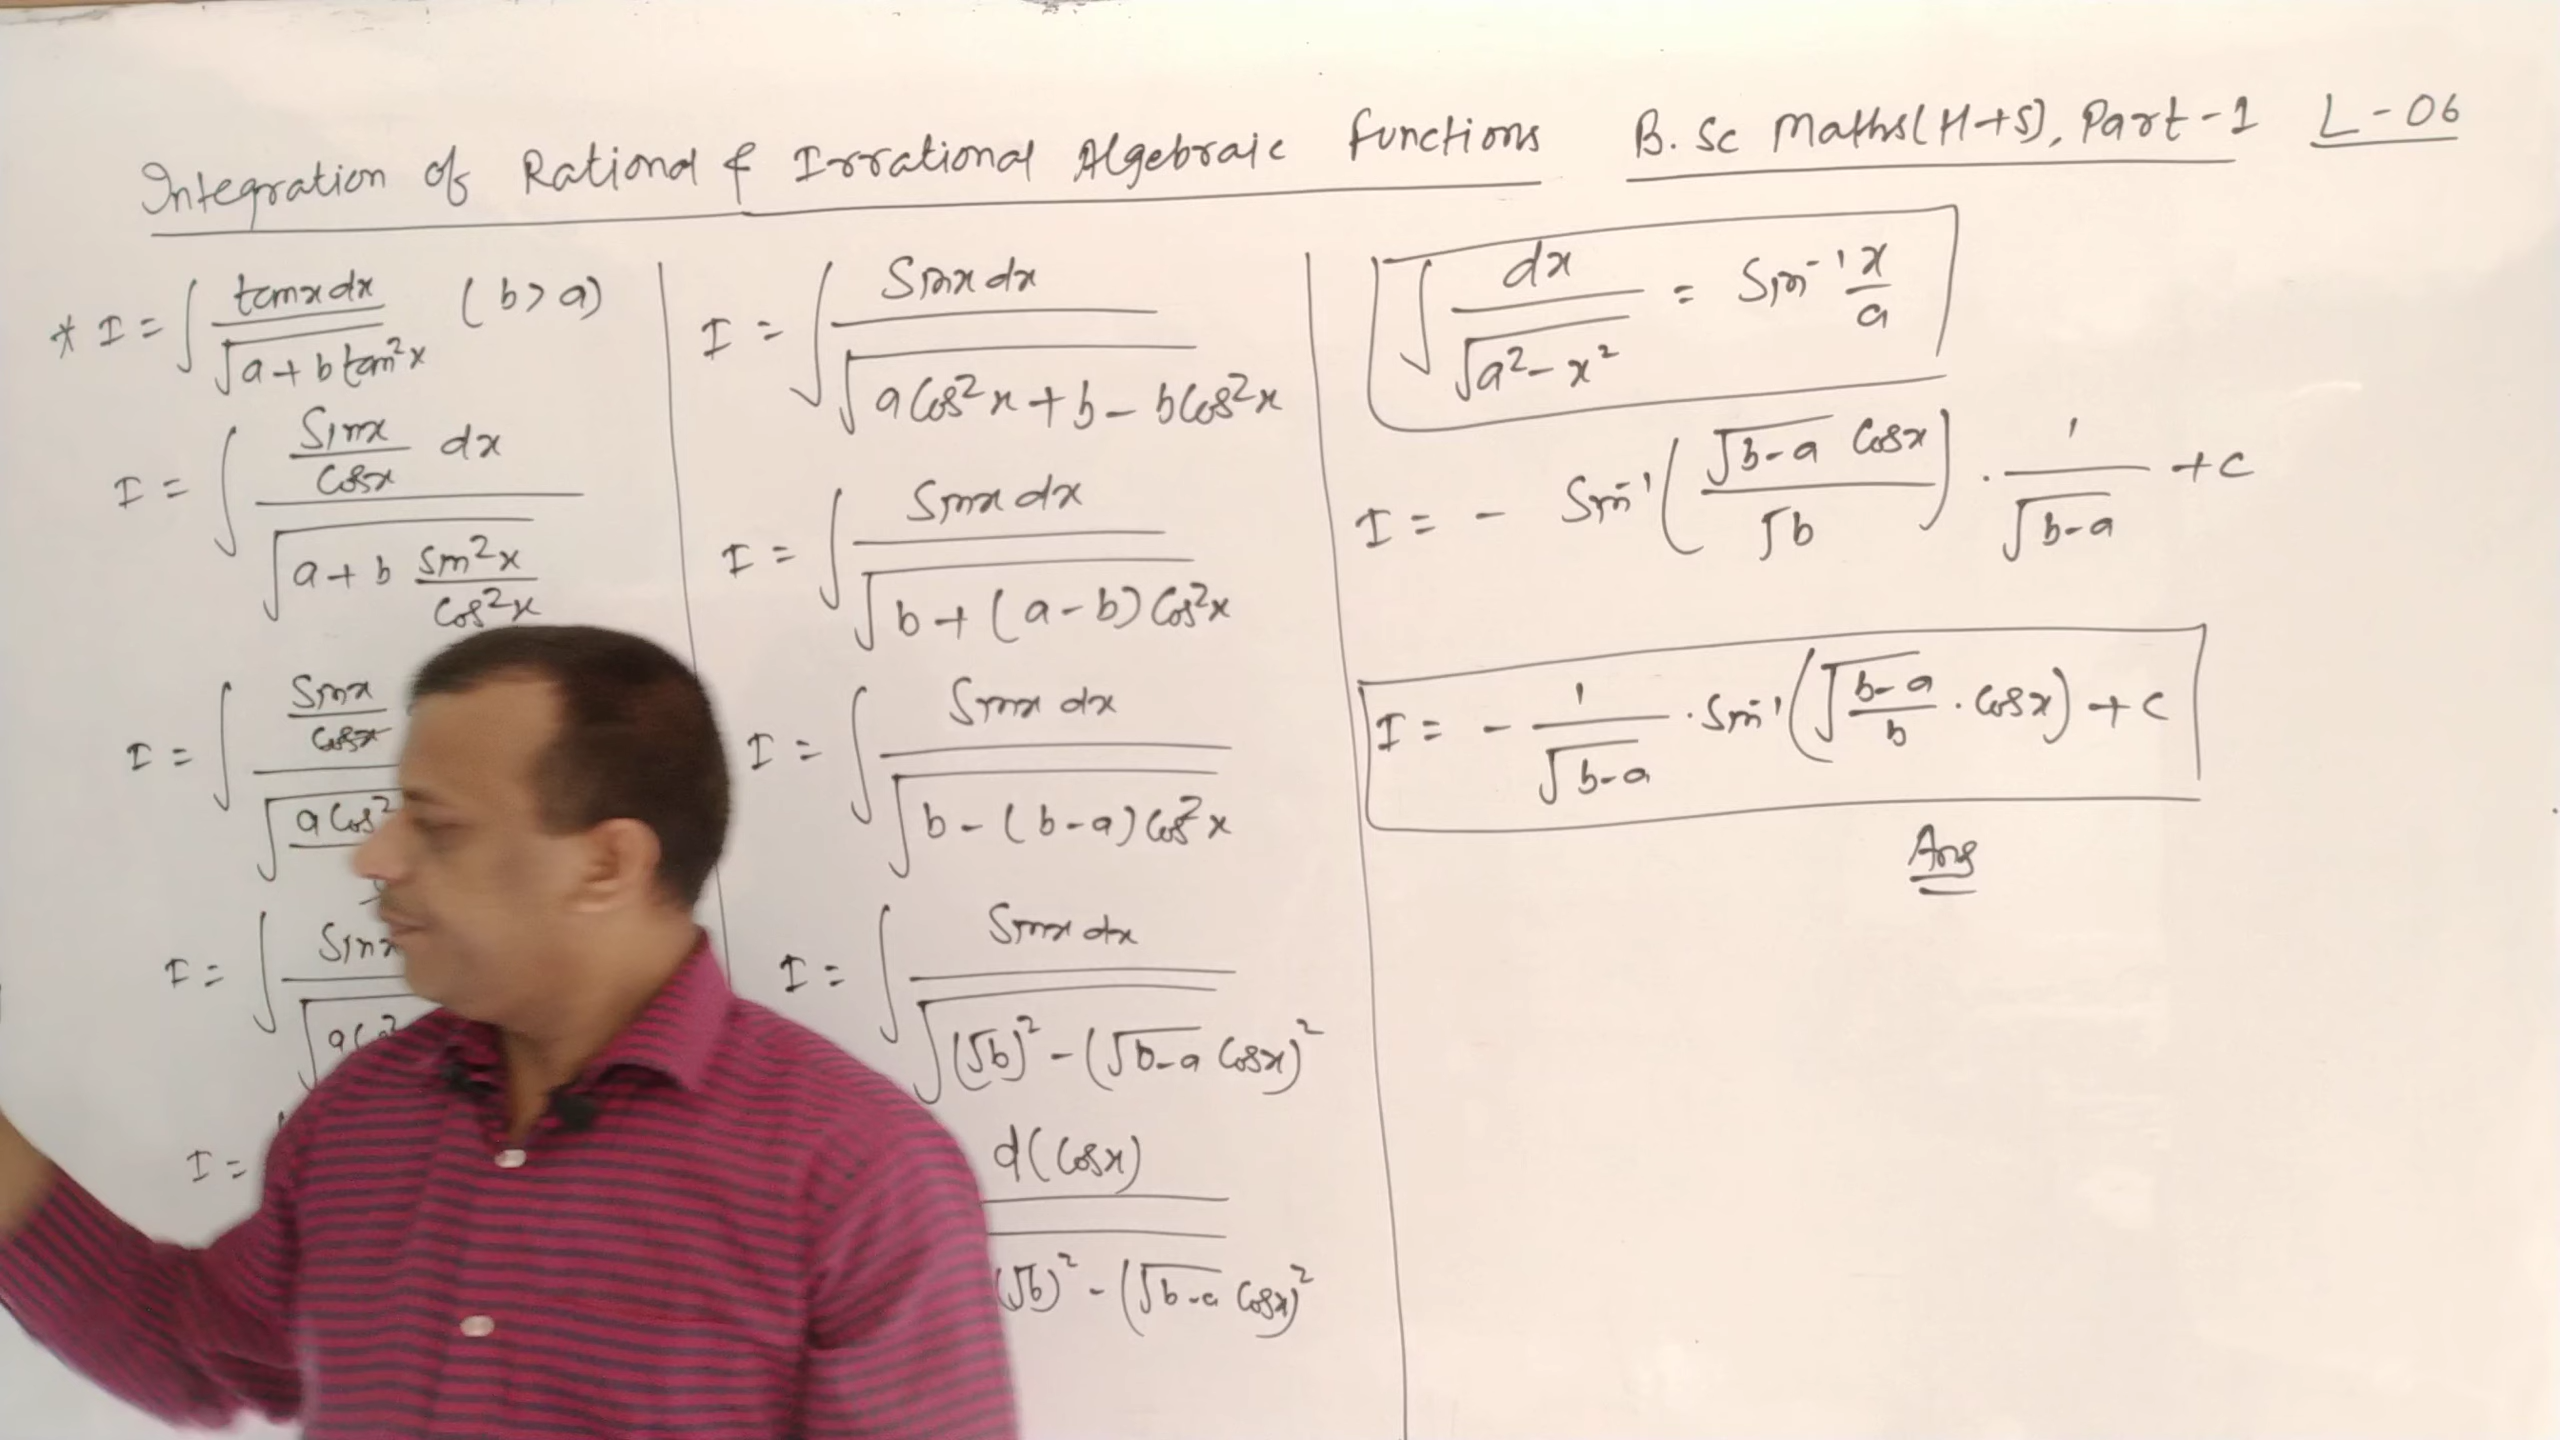 Integration of Rational & Irrational Algebraic Functions B.Sc Maths(H+S), Part-1 L-06
* I = ∫ tanx dx / √(a + b tan²x) (b > a)
I = ∫ (Sinx/Cosx) dx / √(a + b Sin²x/Cos²x)
I = ∫ (Sinx/Cosx) / √(a Cos²
I = ∫ Sinx / √(a Cos²
I =
I = ∫ Sinx dx / √(a Cos²x + b - b Cos²x)
I = ∫ Sinx dx / √(b + (a-b) Cos²x)
I = ∫ Sinx dx / √(b - (b-a) Cos²x)
I = ∫ Sinx dx / √((√b)² - (√(b-a) Cosx)²)
d(Cosx) / (√b)² - (√(b-a) Cosx)²
∫ dx / √(a² - x²) = Sin⁻¹ x/a
I = - Sin⁻¹(√(b-a) Cosx / √b) · 1/√(b-a) + c
I = - 1/√(b-a) · Sin⁻¹(√((b-a)/b) · Cosx) + c
Ans